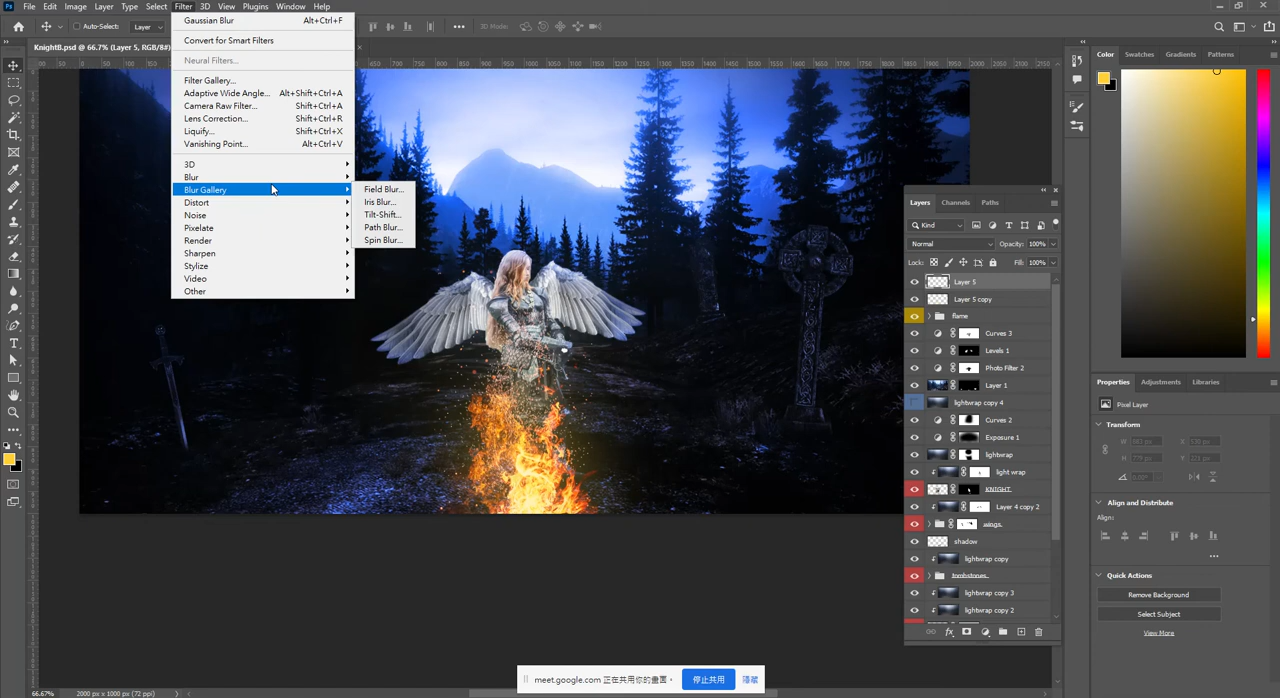 Ps File Edit Image Layer Type Select Filter 3D View Plugins Window Help
Auto-Select: Layer
3D Mode:
KnightB.psd @ 66.7% (Layer 5, RGB/8#)
Gaussian Blur Alt+Ctrl+F
Convert for Smart Filters
Neural Filters...
Filter Gallery...
Adaptive Wide Angle... Alt+Shift+Ctrl+A
Camera Raw Filter... Shift+Ctrl+A
Lens Correction... Shift+Ctrl+R
Liquify... Shift+Ctrl+X
Vanishing Point... Alt+Ctrl+V
3D
Blur
Blur Gallery
Distort
Noise
Pixelate
Render
Sharpen
Stylize
Video
Other
Field Blur...
Iris Blur...
Tilt-Shift...
Path Blur...
Spin Blur...
Color Swatches Gradients Patterns
Layers Channels Paths
Kind
Normal Opacity: 100%
Lock: Fill: 100%
Layer 5
Layer 5 copy
flame
Curves 3
Levels 1
Photo Filter 2
Layer 1
lightwrap copy 4
Curves 2
Exposure 1
lightwrap
light wrap
KNIGHT
Layer 4 copy 2
wings
shadow
lightwrap copy
tombstones
lightwrap copy 3
lightwrap copy 2
Properties Adjustments Libraries
Pixel Layer
Transform
Align and Distribute
Align:
Quick Actions
Remove Background
Select Subject
View More
meet.google.com 正在共用你的畫面。 停止共用 隱藏
66.67% 2000 px x 1000 px (72 ppi)